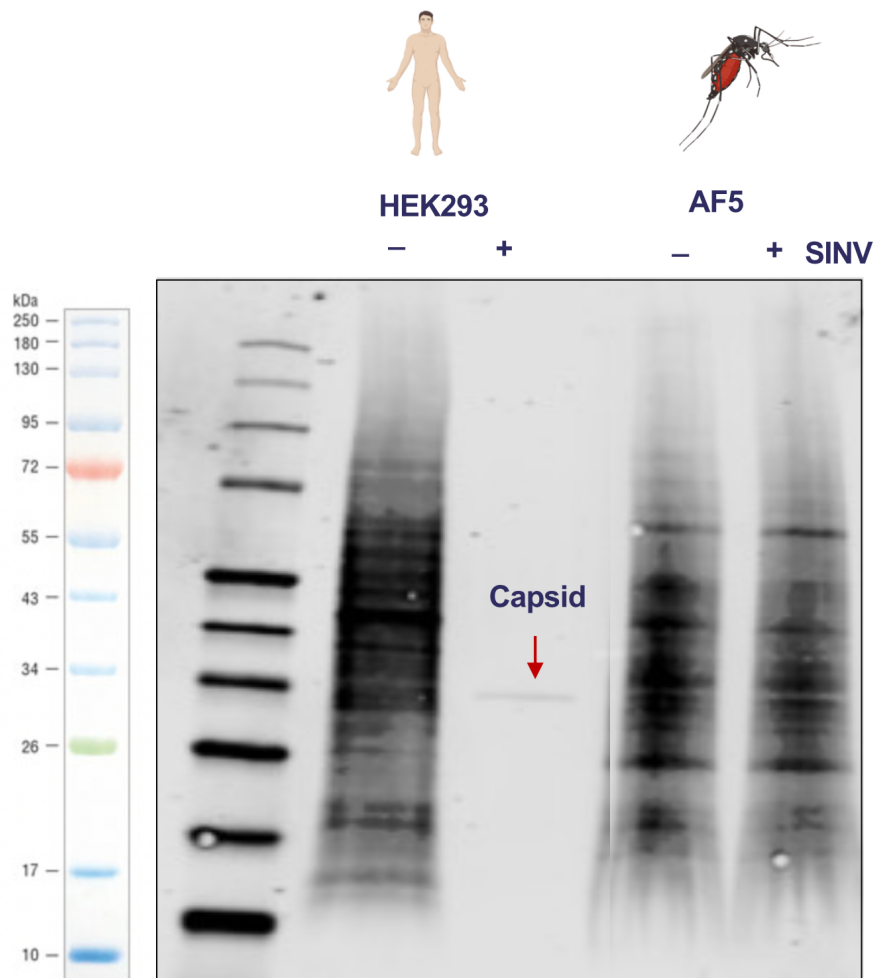 HEK293
AF5
– + – + SINV
kDa
250
180
130
95
72
55
43
34
26
17
10
Capsid